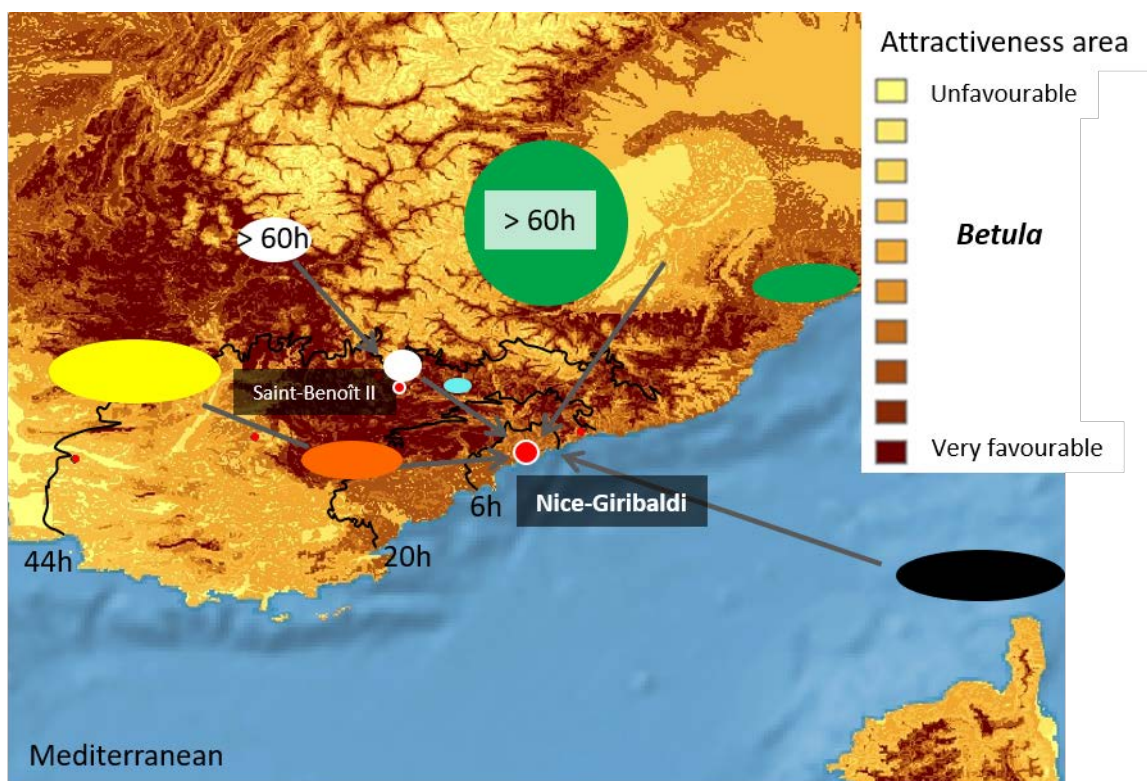 Attractiveness area
Unfavourable
Betula
Very favourable
> 60h
> 60h
Saint-Benoît II
Nice-Giribaldi
6h
20h
44h
Mediterranean